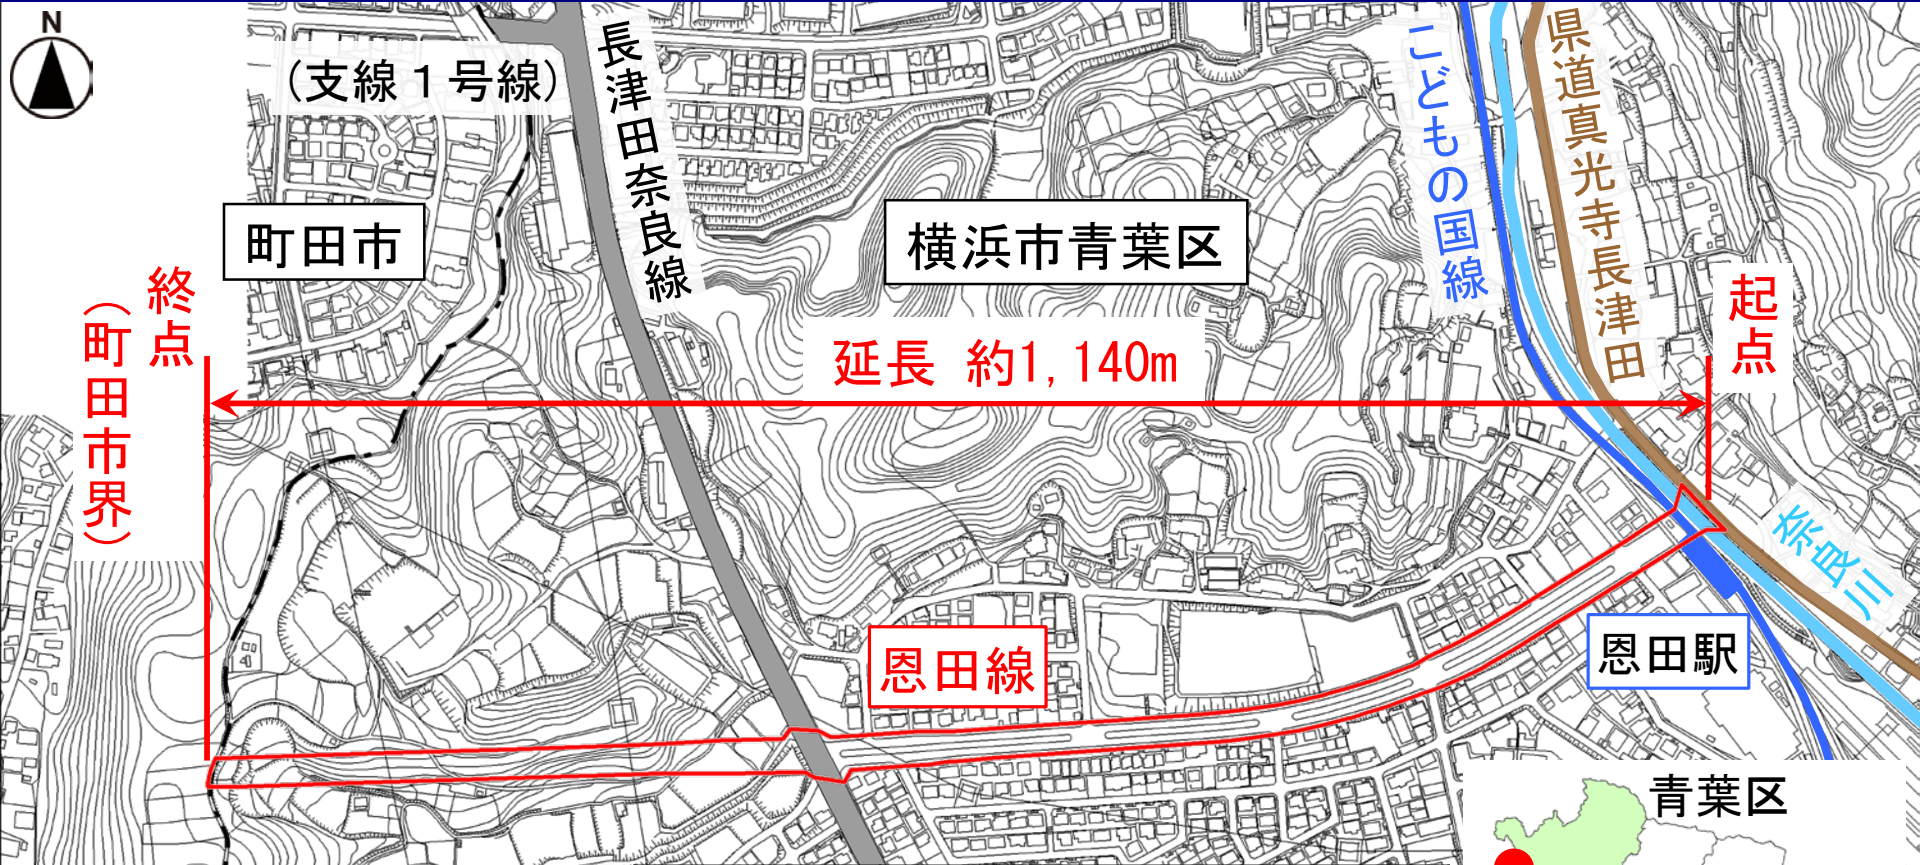 N
(支線１号線)
長津田奈良線
こどもの国線
県道真光寺長津田
町田市
横浜市青葉区
終点
(町田市界)
起点
延長 約1,140m
奈良川
恩田線
恩田駅
青葉区